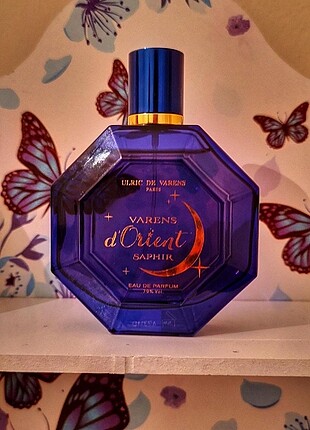 ULRIC DE VARENS
PARIS
VARENS
d'Orient
SAPHIR
EAU DE PARFUM